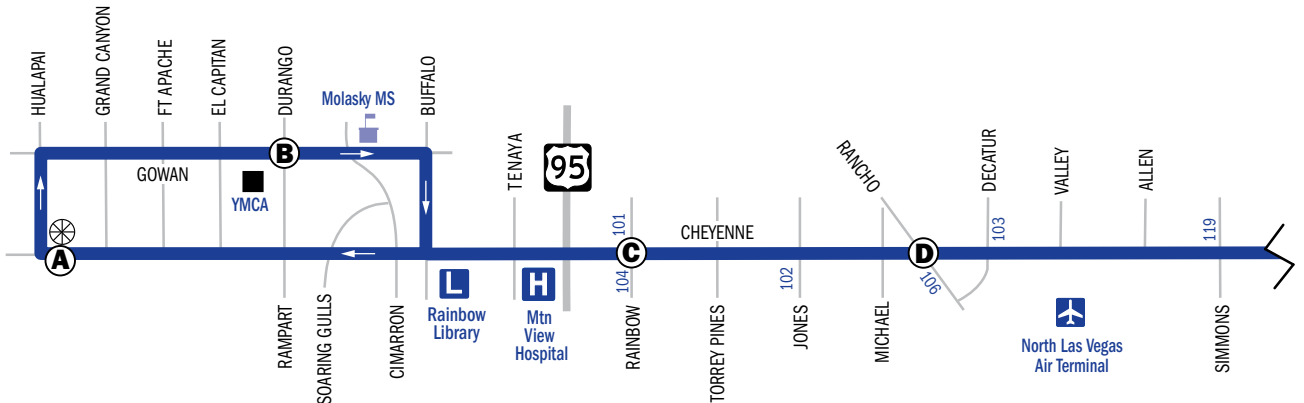 HUALAPAI
GRAND CANYON
FT APACHE
EL CAPITAN
DURANGO
Molasky MS
BUFFALO
TENAYA
95
RANCHO
DECATUR
VALLEY
ALLEN
B
GOWAN
YMCA
101
CHEYENNE
103
119
A
C
D
L
H
104
102
106
Rainbow
Library
Mtn
View
Hospital
RAMPART
SOARING GULLS
CIMARRON
RAINBOW
TORREY PINES
JONES
MICHAEL
North Las Vegas
Air Terminal
SIMMONS